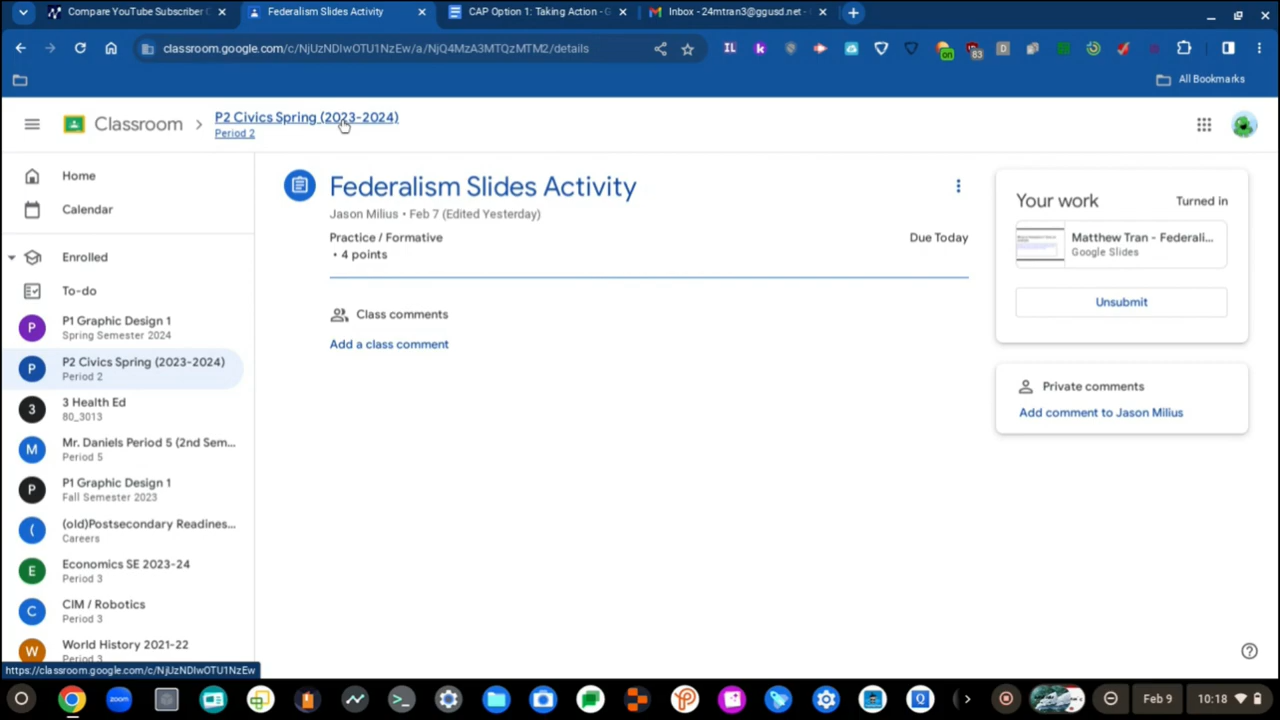 Compare YouTube Subscriber C
Federalism Slides Activity
CAP Option 1: Taking Action - G
Inbox - 24mtran3@ggusd.net -
classroom.google.com/c/NjUzNDIwOTU1NzEw/a/NjQ4MzA3MTQzMTM2/details
IL
k
on
83
D
All Bookmarks
Classroom
P2 Civics Spring (2023-2024)
Period 2
Home
Calendar
Enrolled
To-do
P
P1 Graphic Design 1
Spring Semester 2024
P
P2 Civics Spring (2023-2024)
Period 2
3
3 Health Ed
80_3013
M
Mr. Daniels Period 5 (2nd Sem...
Period 5
P
P1 Graphic Design 1
Fall Semester 2023
(
(old)Postsecondary Readines...
Careers
E
Economics SE 2023-24
Period 3
C
CIM / Robotics
Period 3
W
World History 2021-22
Period 3
https://classroom.google.com/c/NjUzNDIwOTU1NzEw
Federalism Slides Activity
Jason Milius • Feb 7 (Edited Yesterday)
Practice / Formative
Due Today
• 4 points
Class comments
Add a class comment
Your work
Turned in
Matthew Tran - Federali...
Google Slides
Unsubmit
Private comments
Add comment to Jason Milius
zoom
Q
Feb 9
10:18